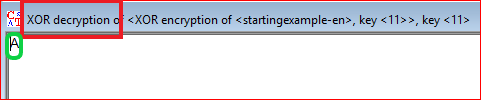 XOR decryption of <XOR encryption of <startingexample-en>, key <11>>, key <11>
A